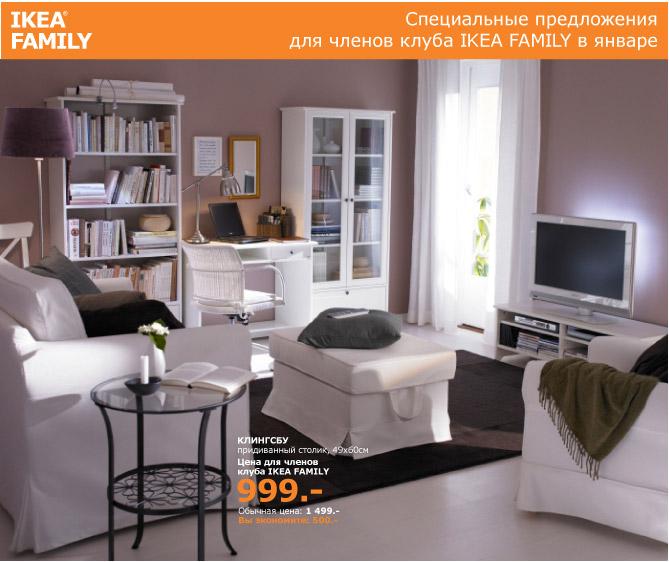 IKEA®
FAMILY
Специальные предложения
для членов клуба IKEA FAMILY в январе
КЛИНГСБУ
придиванный столик, 49x60см
Цена для членов
клуба IKEA FAMILY
999.-
Обычная цена: 1 499.-
Вы экономите: 500.-